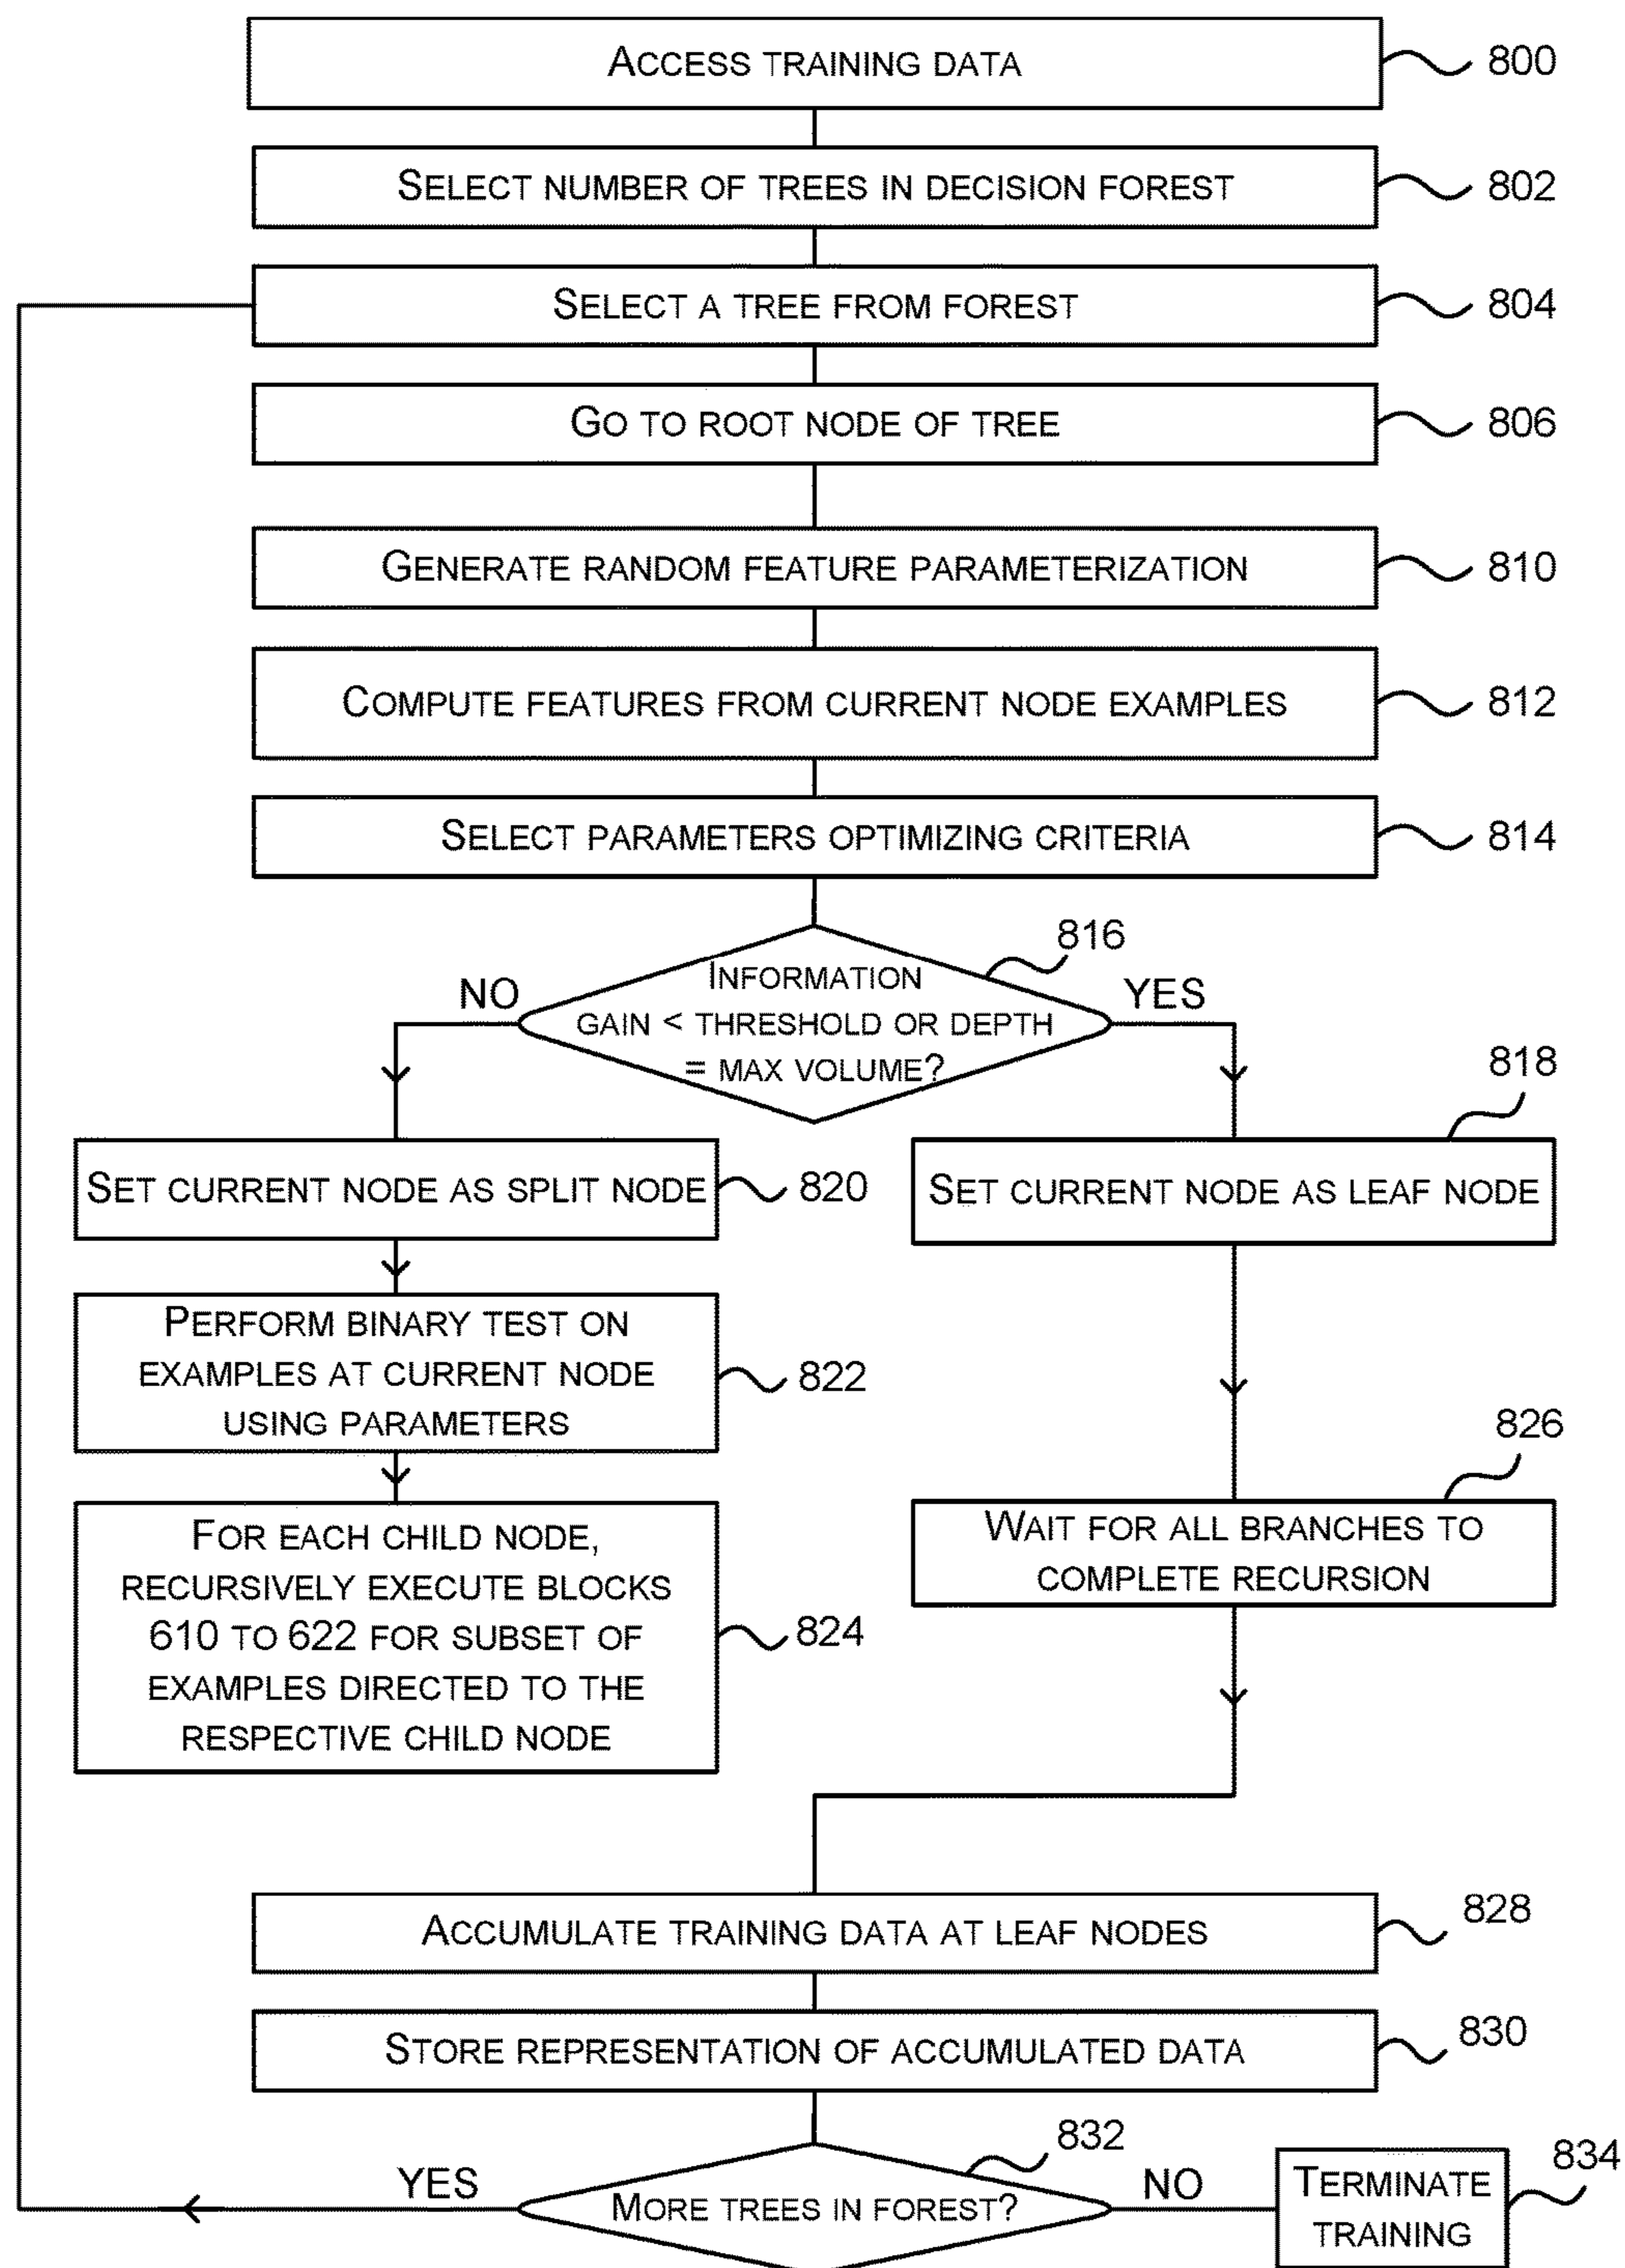 ACCESS TRAINING DATA
800
SELECT NUMBER OF TREES IN DECISION FOREST
802
SELECT A TREE FROM FOREST
804
GO TO ROOT NODE OF TREE
806
GENERATE RANDOM FEATURE PARAMETERIZATION
810
COMPUTE FEATURES FROM CURRENT NODE EXAMPLES
812
SELECT PARAMETERS OPTIMIZING CRITERIA
814
816
NO
INFORMATION
GAIN < THRESHOLD OR DEPTH
= MAX VOLUME?
YES
818
SET CURRENT NODE AS SPLIT NODE
820
SET CURRENT NODE AS LEAF NODE
PERFORM BINARY TEST ON
EXAMPLES AT CURRENT NODE
USING PARAMETERS
822
826
FOR EACH CHILD NODE,
RECURSIVELY EXECUTE BLOCKS
610 TO 622 FOR SUBSET OF
EXAMPLES DIRECTED TO THE
RESPECTIVE CHILD NODE
824
WAIT FOR ALL BRANCHES TO
COMPLETE RECURSION
ACCUMULATE TRAINING DATA AT LEAF NODES
828
STORE REPRESENTATION OF ACCUMULATED DATA
830
832
YES
MORE TREES IN FOREST?
NO
TERMINATE
TRAINING
834